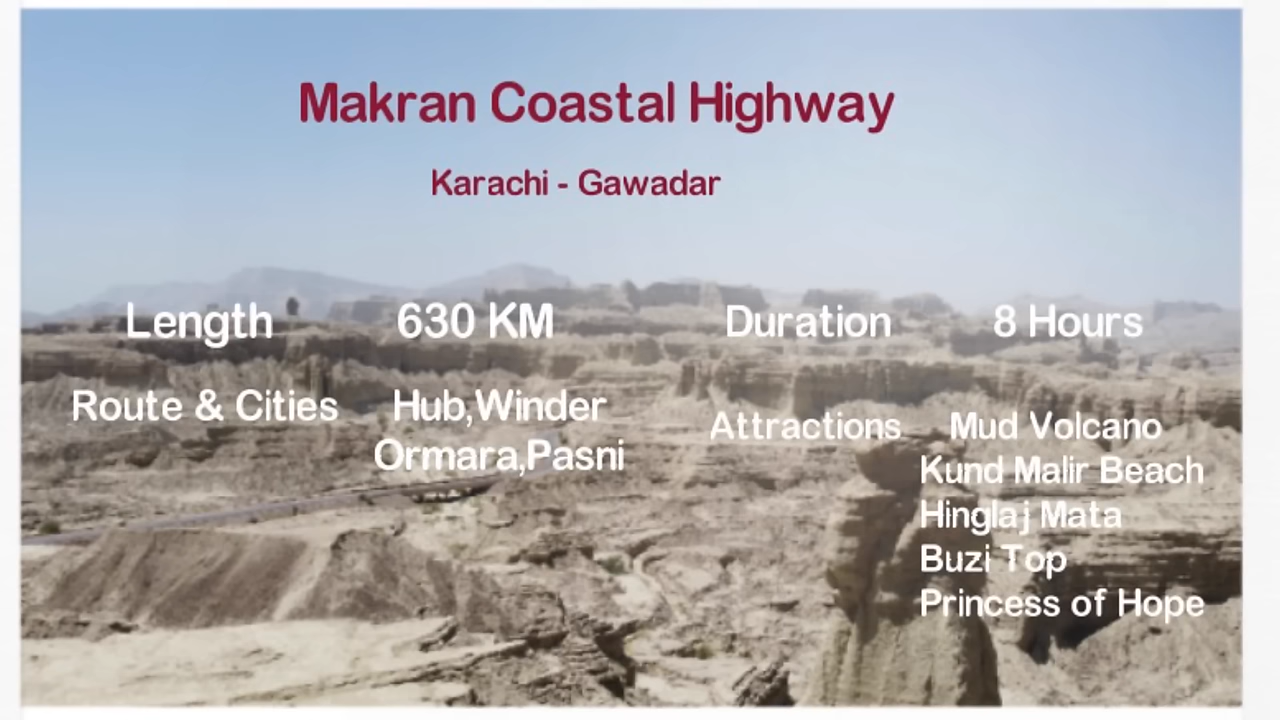 Makran Coastal Highway
Karachi - Gawadar
Length 630 KM Duration 8 Hours
Route & Cities Hub,Winder
Ormara,Pasni
Attractions Mud Volcano
Kund Malir Beach
Hinglaj Mata
Buzi Top
Princess of Hope